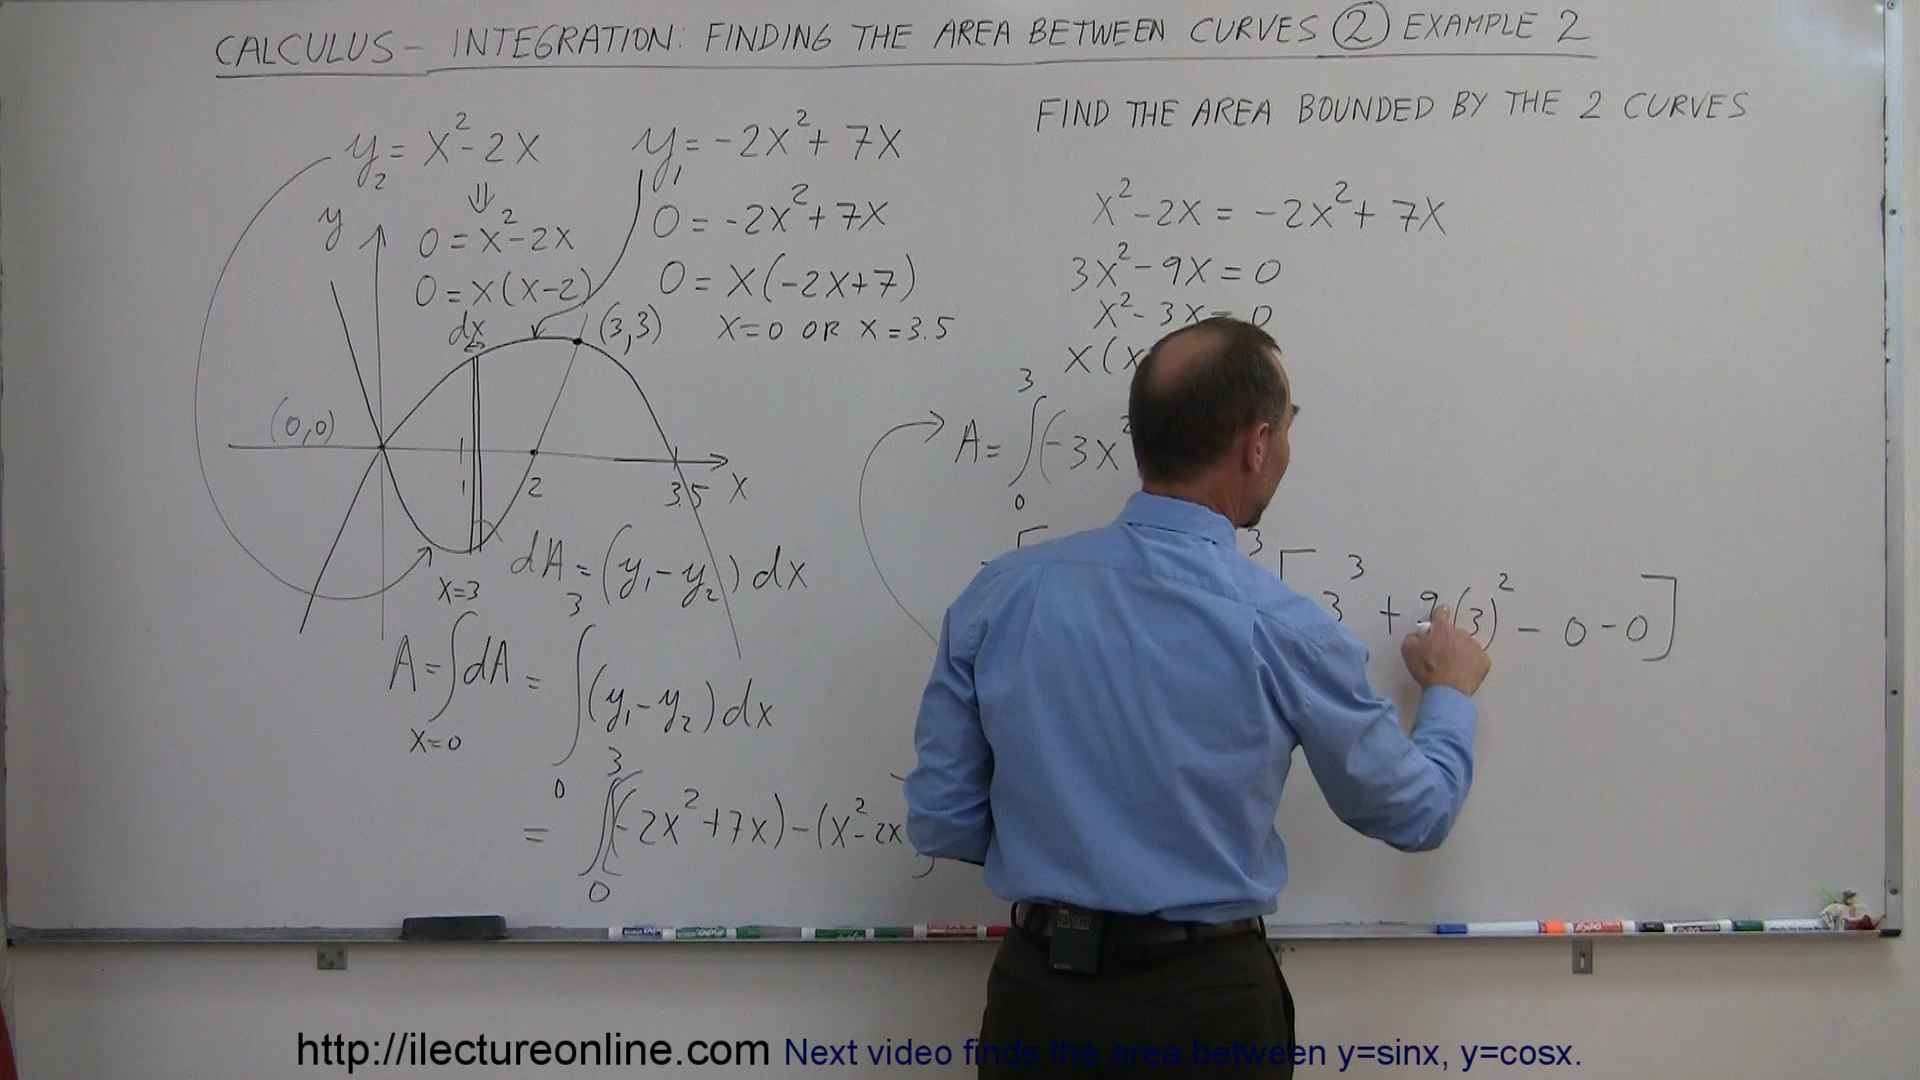 CALCULUS - INTEGRATION: FINDING THE AREA BETWEEN CURVES ② EXAMPLE 2
FIND THE AREA BOUNDED BY THE 2 CURVES
y₂ = x² - 2x
⇓
0 = x² - 2x
0 = x(x-2)
y₁ = -2x² + 7x
0 = -2x² + 7x
0 = x(-2x+7)
x=0 OR x=3.5
y
dx
(3,3)
(0,0)
1
2
3.5
x
dA = (y₁ - y₂) dx
x=3
A = ∫ dA =
x=0
3
∫ (y₁ - y₂) dx
0
3
= ∫ [(-2x² + 7x) - (x² - 2x
0
x² - 2x = -2x² + 7x
3x² - 9x = 0
x² - 3x = 0
x(x
3
A = ∫ (-3x²
0
3
[
3
3 + 9 (3)² - 0 - 0]
http://ilectureonline.com Next video finds the area between y=sinx, y=cosx.